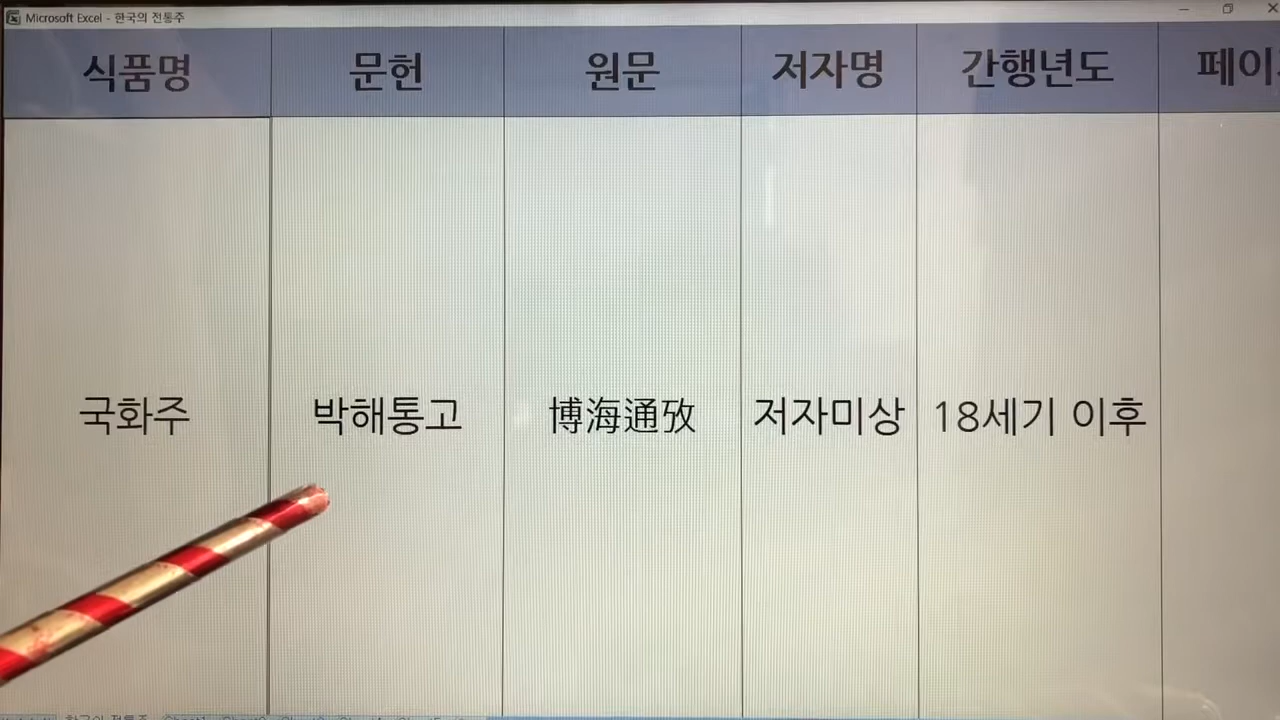 Microsoft Excel - 한국의 전통주
식품명 문헌 원문 저자명 간행년도
국화주 박해통고 博海通攷 저자미상 18세기 이후